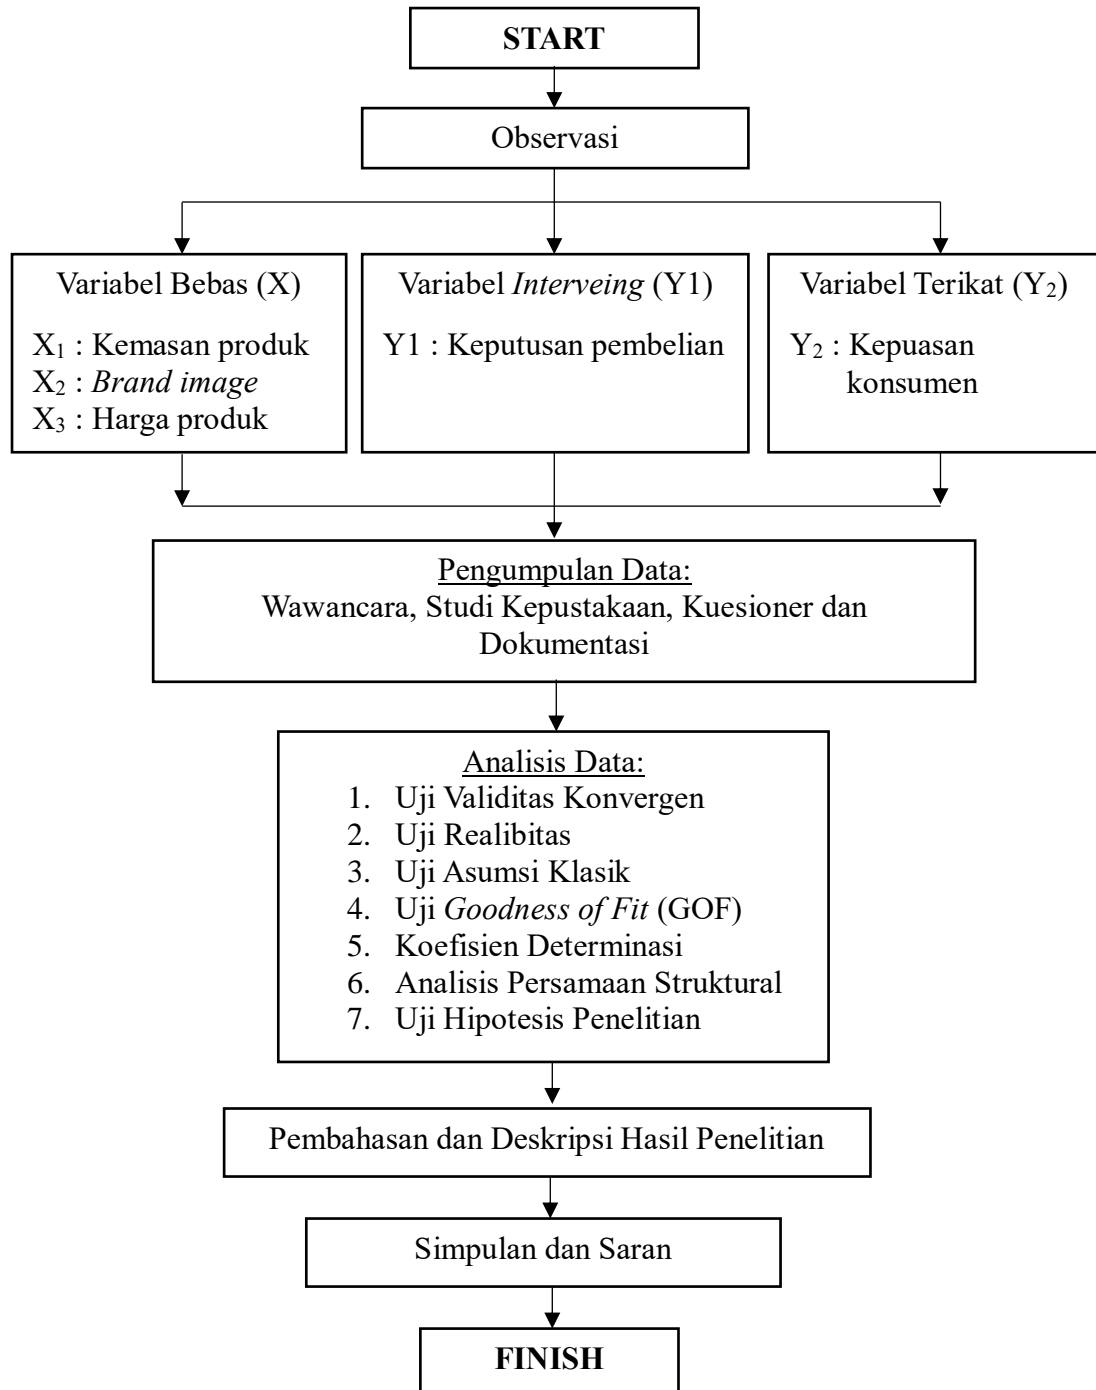 START
Observasi
Variabel Bebas (X)
X₁ : Kemasan produk
X₂ : Brand image
X₃ : Harga produk
Variabel Interveing (Y1)
Y1 : Keputusan pembelian
Variabel Terikat (Y₂)
Y₂ : Kepuasan
konsumen
Pengumpulan Data:
Wawancara, Studi Kepustakaan, Kuesioner dan
Dokumentasi
Analisis Data:
1. Uji Validitas Konvergen
2. Uji Realibitas
3. Uji Asumsi Klasik
4. Uji Goodness of Fit (GOF)
5. Koefisien Determinasi
6. Analisis Persamaan Struktural
7. Uji Hipotesis Penelitian
Pembahasan dan Deskripsi Hasil Penelitian
Simpulan dan Saran
FINISH